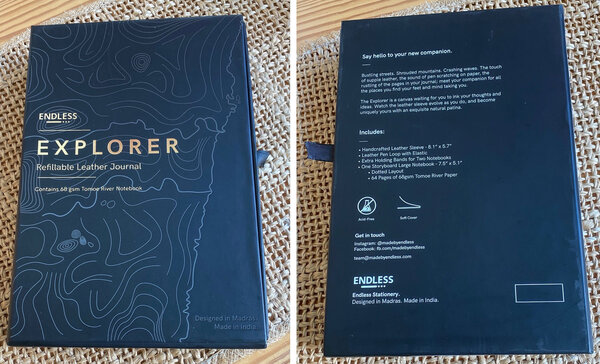 ENDLESS
EXPLORER
Refillable Leather Journal
Contains 68 gsm Tomoe River Notebook
Designed in Madras.
Made in India.
Say hello to your new companion.
Bustling streets. Shrouded mountains. Crashing waves. The touch
of supple leather, the sound of pen scratching on paper, the
rustling of the pages in your journal; meet your companion for all
the places you find your feet and mind taking you.
The Explorer is a canvas waiting for you to ink your thoughts and
ideas. Watch the leather sleeve evolve as you do, and become
uniquely yours with an exquisite natural patina.
Includes:
• Handcrafted Leather Sleeve - 8.1" x 5.7"
• Leather Pen Loop with Elastic
• Extra Holding Bands for Two Notebooks
• One Storyboard Large Notebook - 7.5" x 5.1"
• Dotted Layout
• 64 Pages of 68gsm Tomoe River Paper
Acid-Free
Soft Cover
Get in touch
Instagram: @madebyendless
Facebook: fb.com/madebyendless
team@madebyendless.com
ENDLESS
Endless Stationery.
Designed in Madras. Made in India.